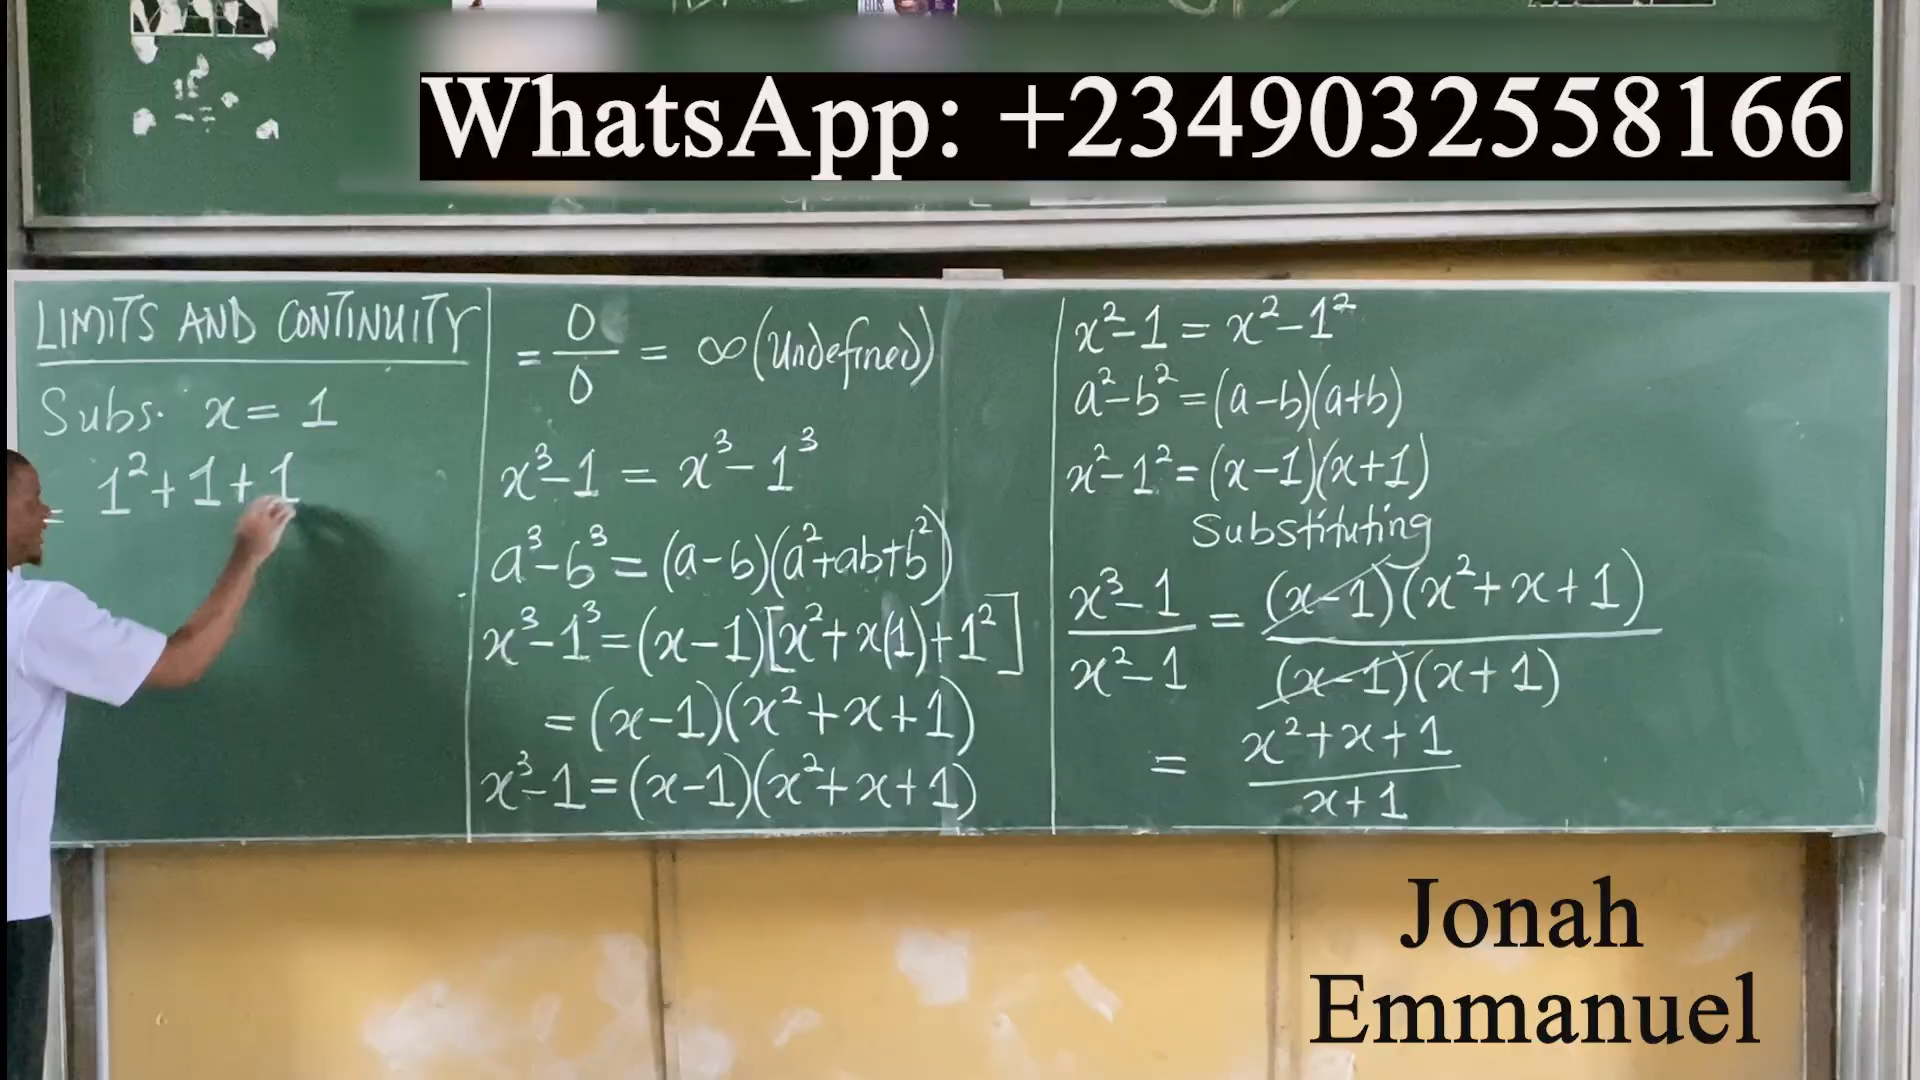 ELLIS
WhatsApp: +2349032558166
LIMITS AND CONTINUITY
Subs. x = 1
= 1² + 1 + 1
= 0/0 = ∞ (Undefined)
x³ - 1 = x³ - 1³
a³ - b³ = (a - b)(a² + ab + b²)
x³ - 1³ = (x - 1)[x² + x(1) + 1²]
= (x - 1)(x² + x + 1)
x³ - 1 = (x - 1)(x² + x + 1)
x² - 1 = x² - 1²
a² - b² = (a - b)(a + b)
x² - 1² = (x - 1)(x + 1)
Substituting
x³ - 1 / x² - 1 = (x - 1)(x² + x + 1) / (x - 1)(x + 1)
= x² + x + 1 / x + 1
Jonah
Emmanuel